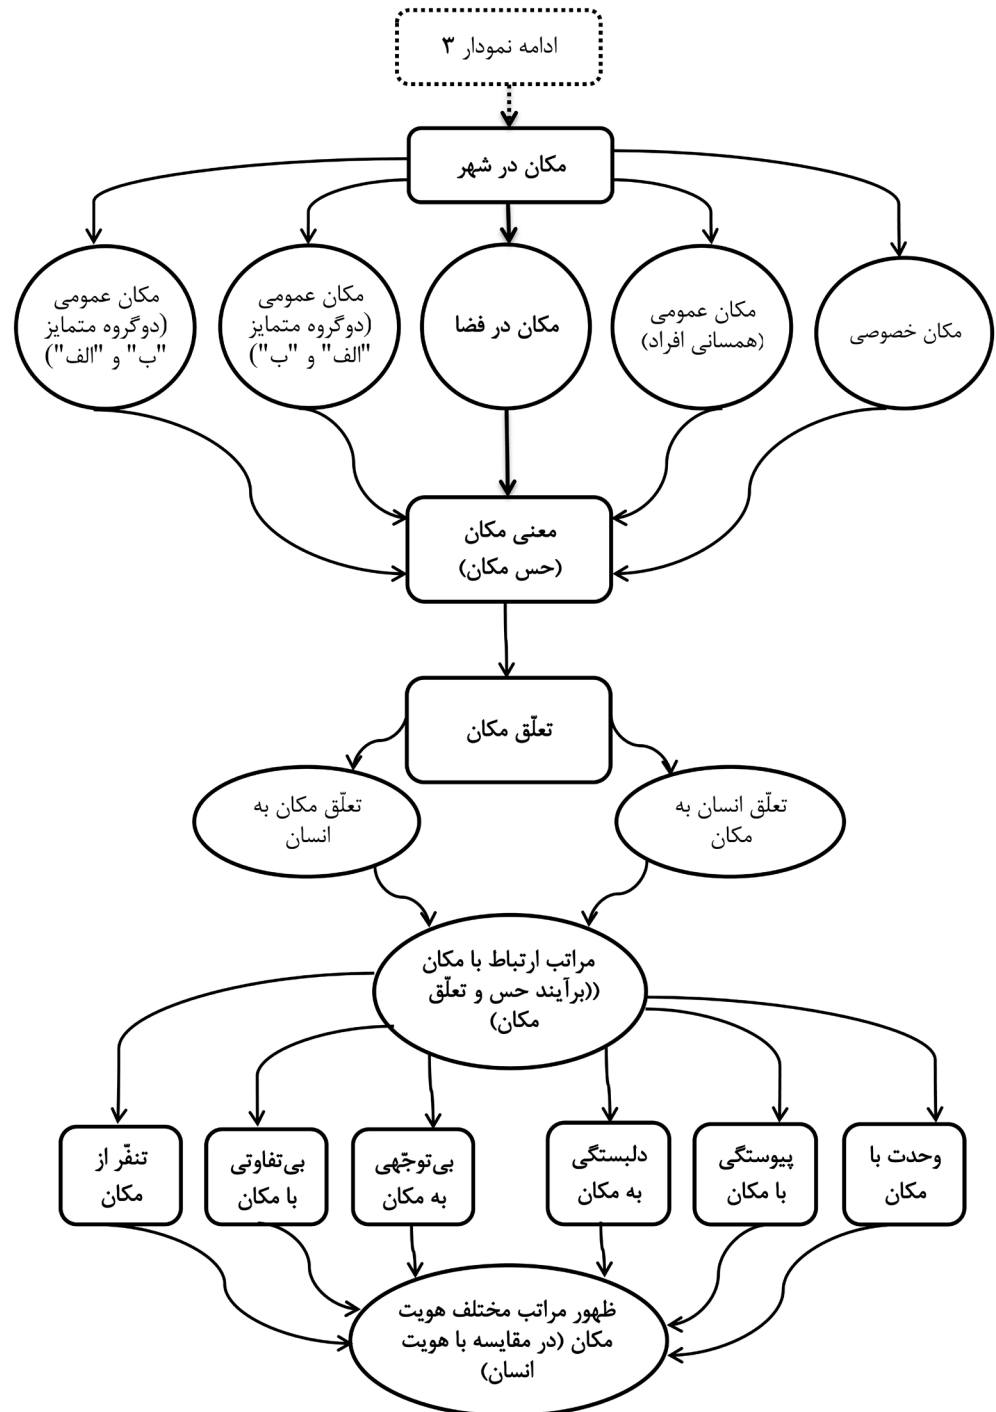 ادامه نمودار ۳
مکان در شهر
مکان خصوصی
مکان عمومی
(همسانی افراد)
مکان در فضا
مکان عمومی
(دوگروه متمایز
"الف" و "ب")
مکان عمومی
(دوگروه متمایز
"ب" و "الف")
معنی مکان
(حس مکان)
تعلّق مکان
تعلّق انسان به
مکان
تعلّق مکان به
انسان
مراتب ارتباط با مکان
((برآیند حس و تعلّق
مکان)
وحدت با
مکان
پیوستگی
با مکان
دلبستگی
به مکان
بی‌توجّهی
به مکان
بی‌تفاوتی
با مکان
تنفّر از
مکان
ظهور مراتب مختلف هویت
مکان (در مقایسه با هویت
انسان)